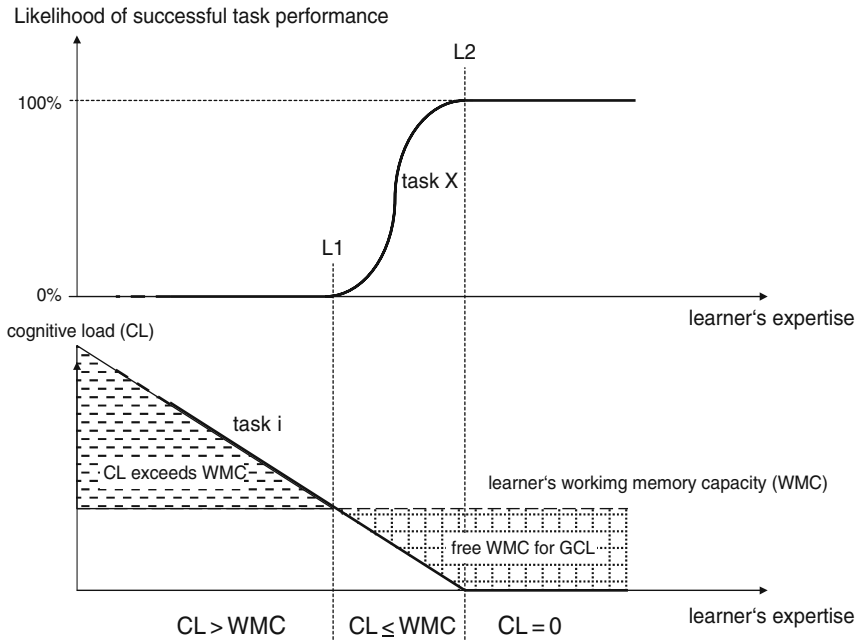 Likelihood of successful task performance
L2
100%
task X
L1
0%
learner‘s expertise
cognitive load (CL)
task i
CL exceeds WMC
learner‘s workimg memory capacity (WMC)
free WMC for GCL
learner‘s expertise
CL > WMC CL ≤ WMC CL = 0